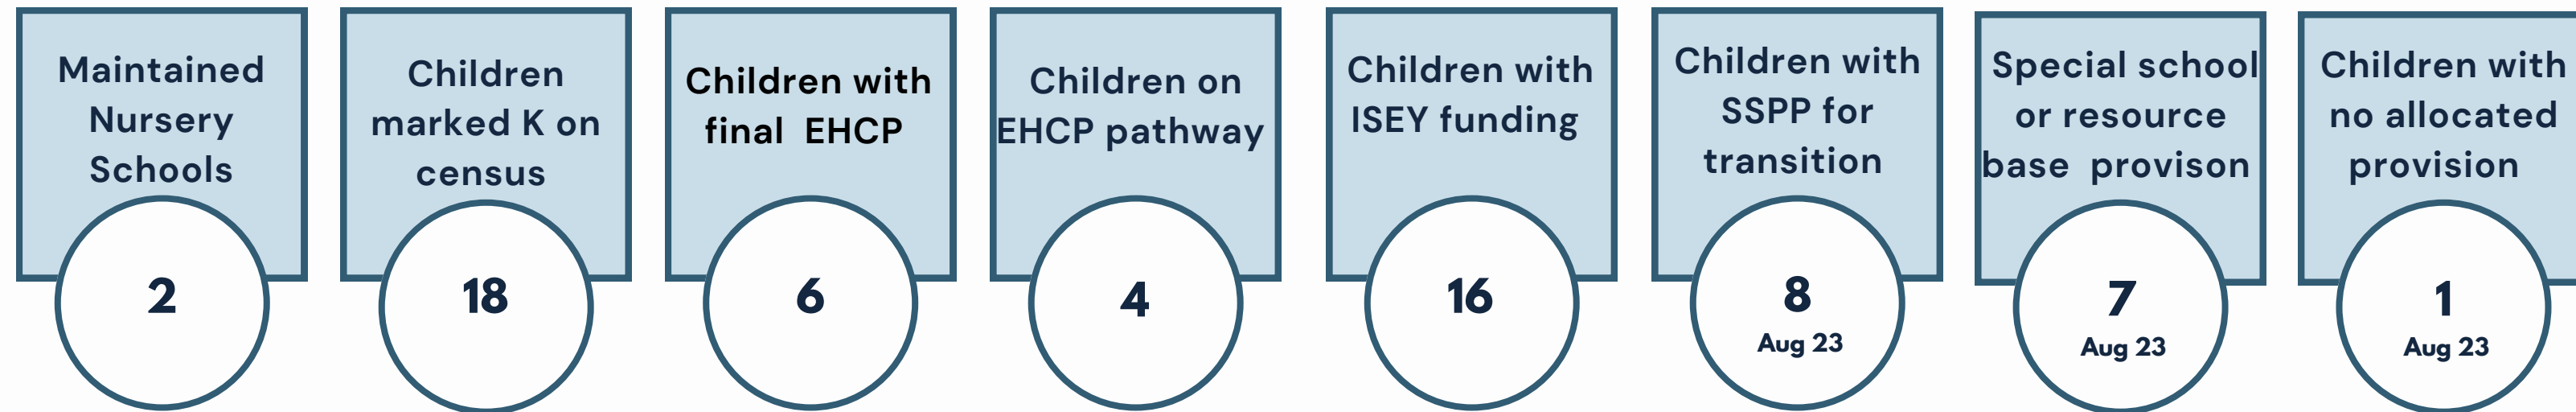 Maintained
Nursery
Schools
2
Children
marked K on
census
18
Children with
final  EHCP
6
Children on
EHCP pathway
4
Children with
ISEY funding
16
Children with
SSPP for
transition
8
Aug 23
Special school
or resource
base  provison
7
Aug 23
Children with
no allocated
provision
1
Aug 23